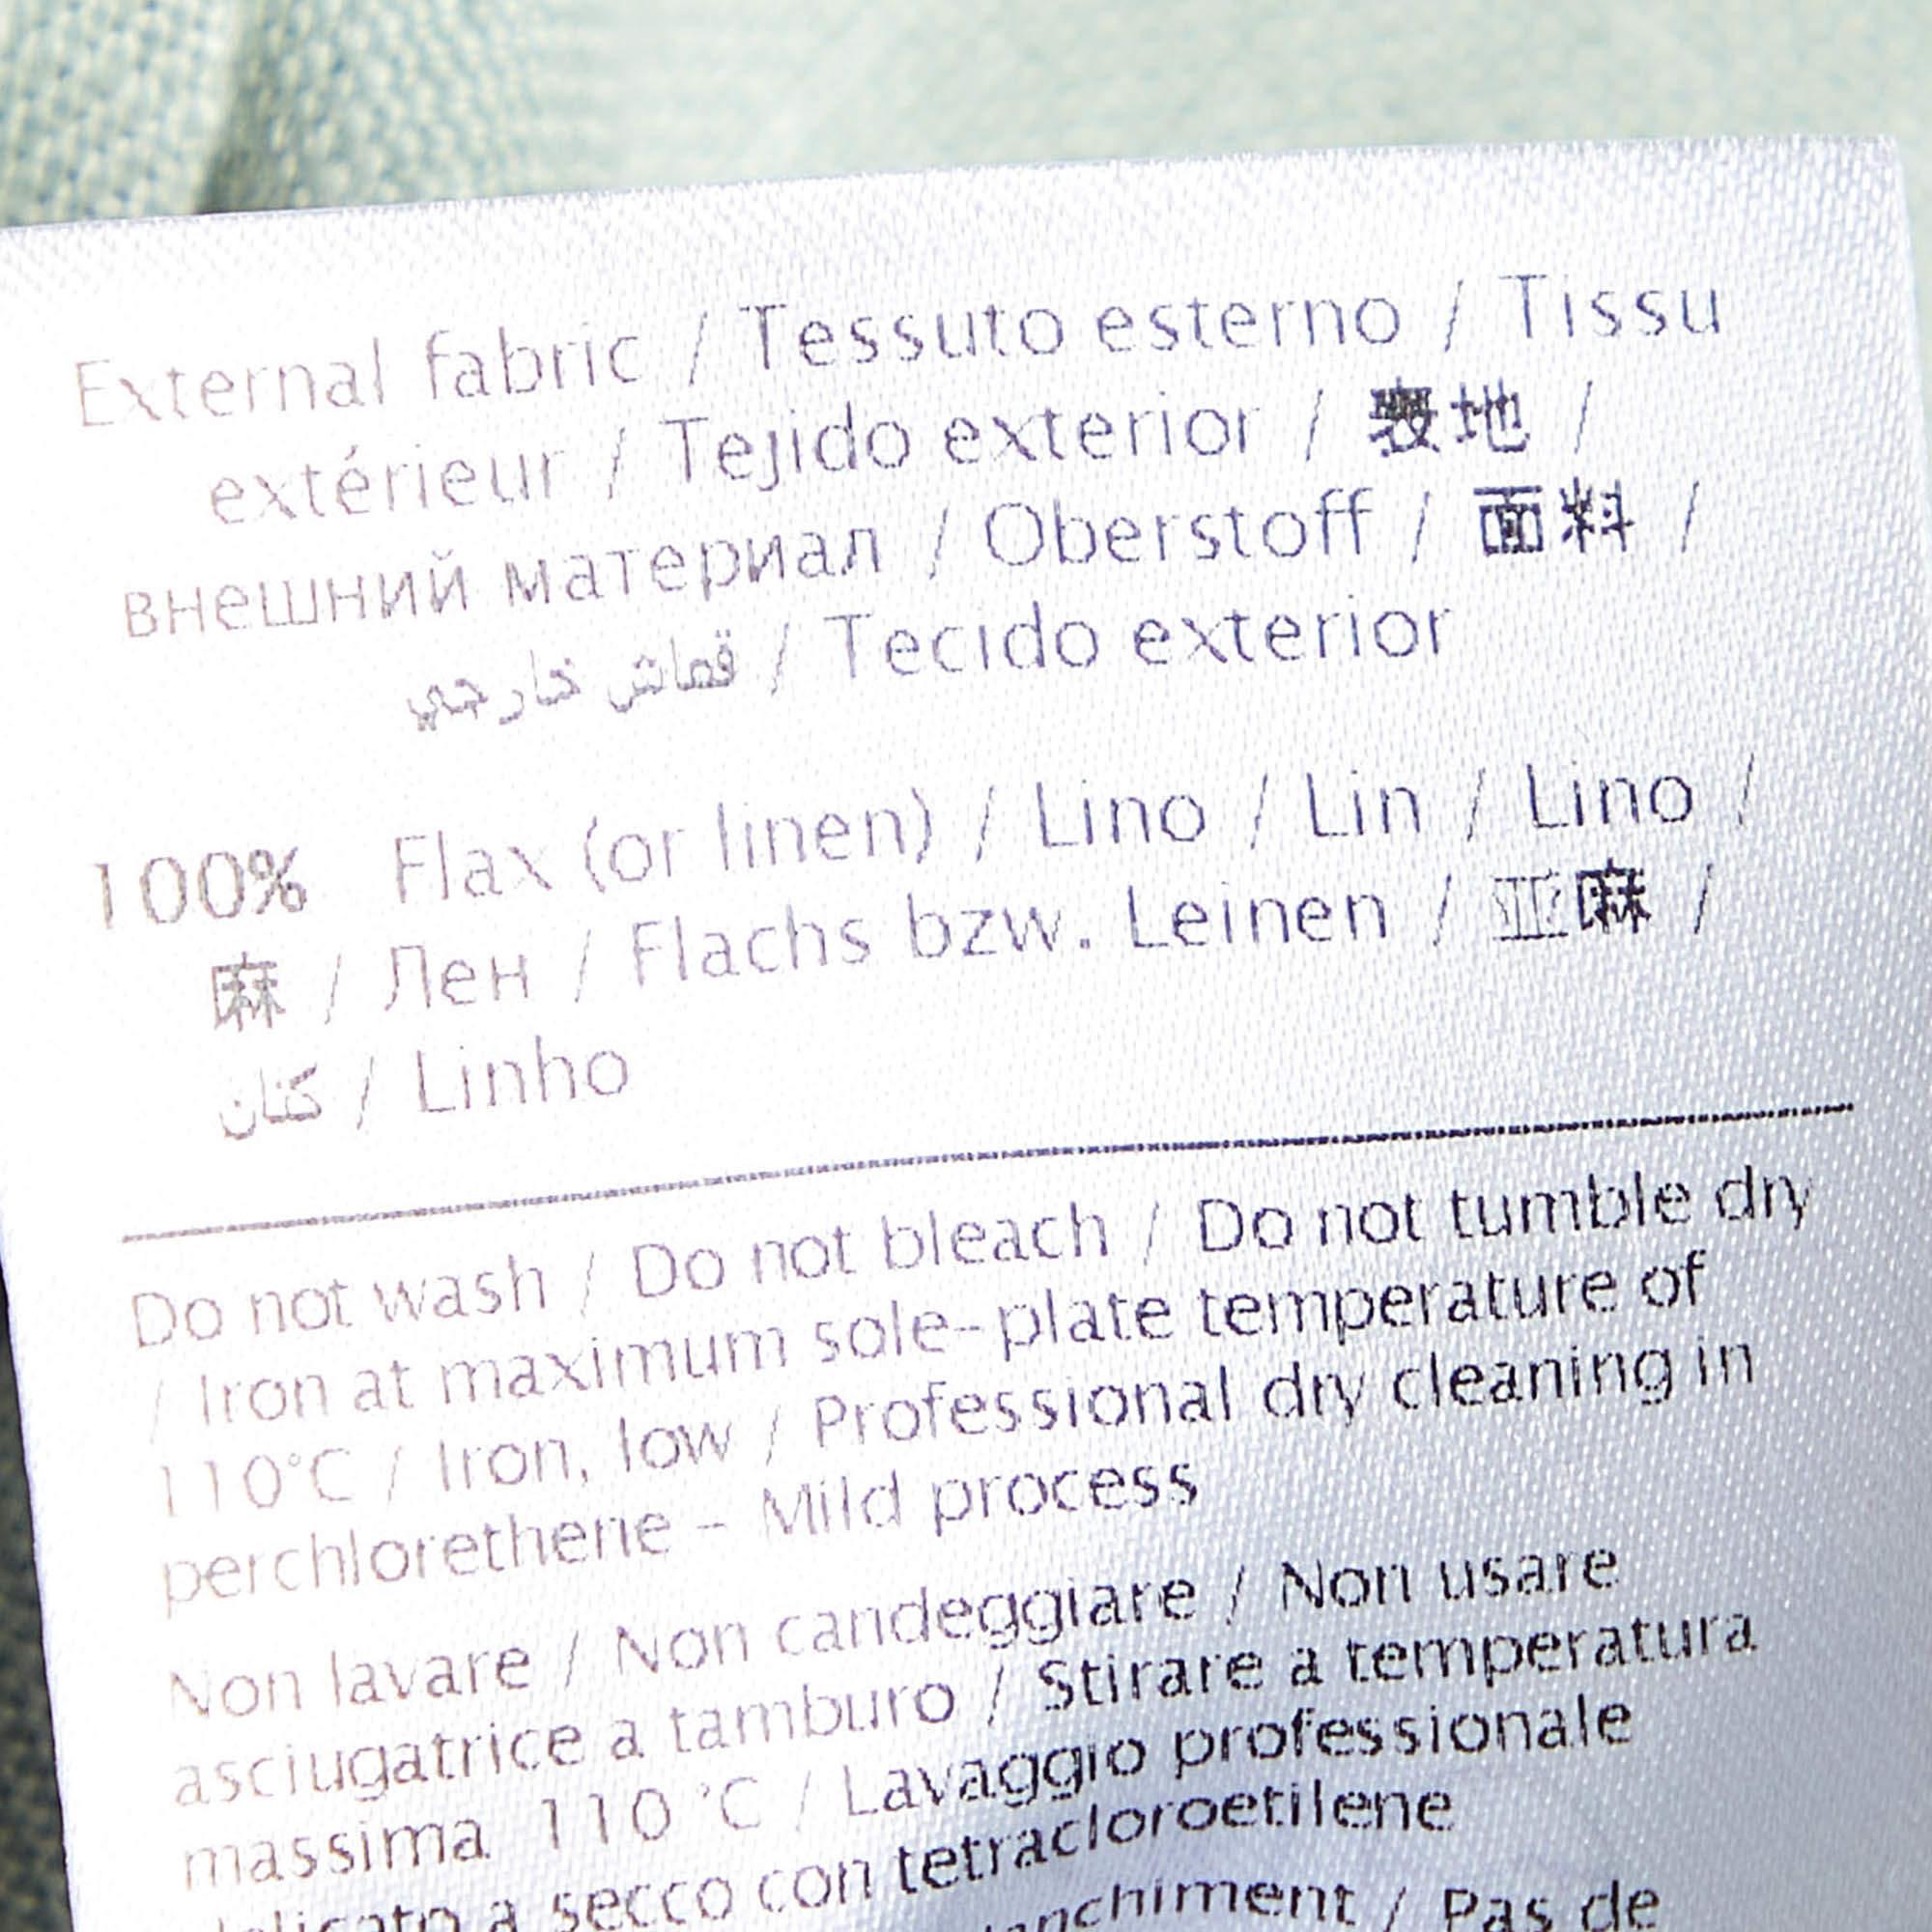 External fabric / Tessuto esterno / Tissu
extérieur / Tejido exterior / 表地 /
внешний материал / Oberstoff / 面料 /
قماش خارجي / Tecido exterior
100% Flax (or linen) / Lino / Lin / Lino /
麻 / Лен / Flachs bzw. Leinen / 亚麻 /
كتان / Linho
Do not wash / Do not bleach / Do not tumble dry
/ Iron at maximum sole-plate temperature of
110°C / Iron, low / Professional dry cleaning in
perchlorethene - Mild process
Non lavare / Non candeggiare / Non usare
asciugatrice a tamburo / Stirare a temperatura
massima 110 °C / Lavaggio professionale
a secco con tetracloroetilene
/ Pas de